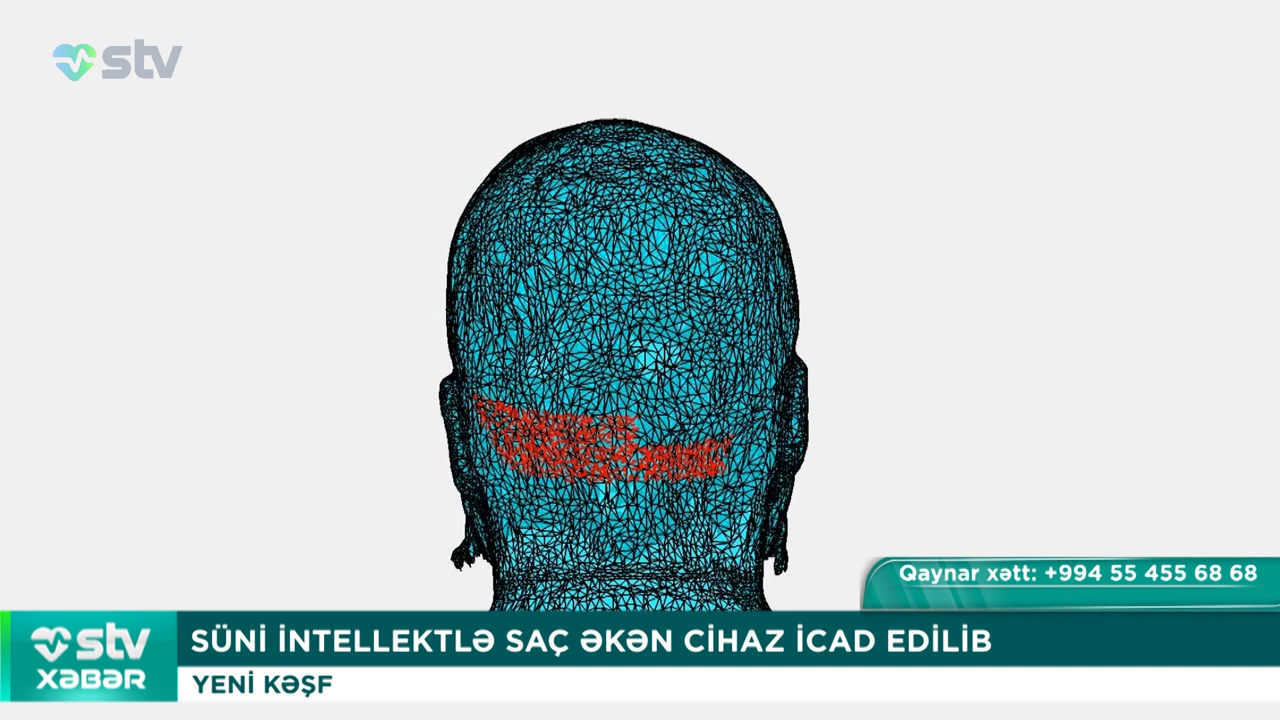 stv
Qaynar xətt: +994 55 455 68 68
stv
XƏBƏR
SÜNİ İNTELLEKTLƏ SAÇ ƏKƏN CİHAZ İCAD EDİLİB
YENİ KƏŞF